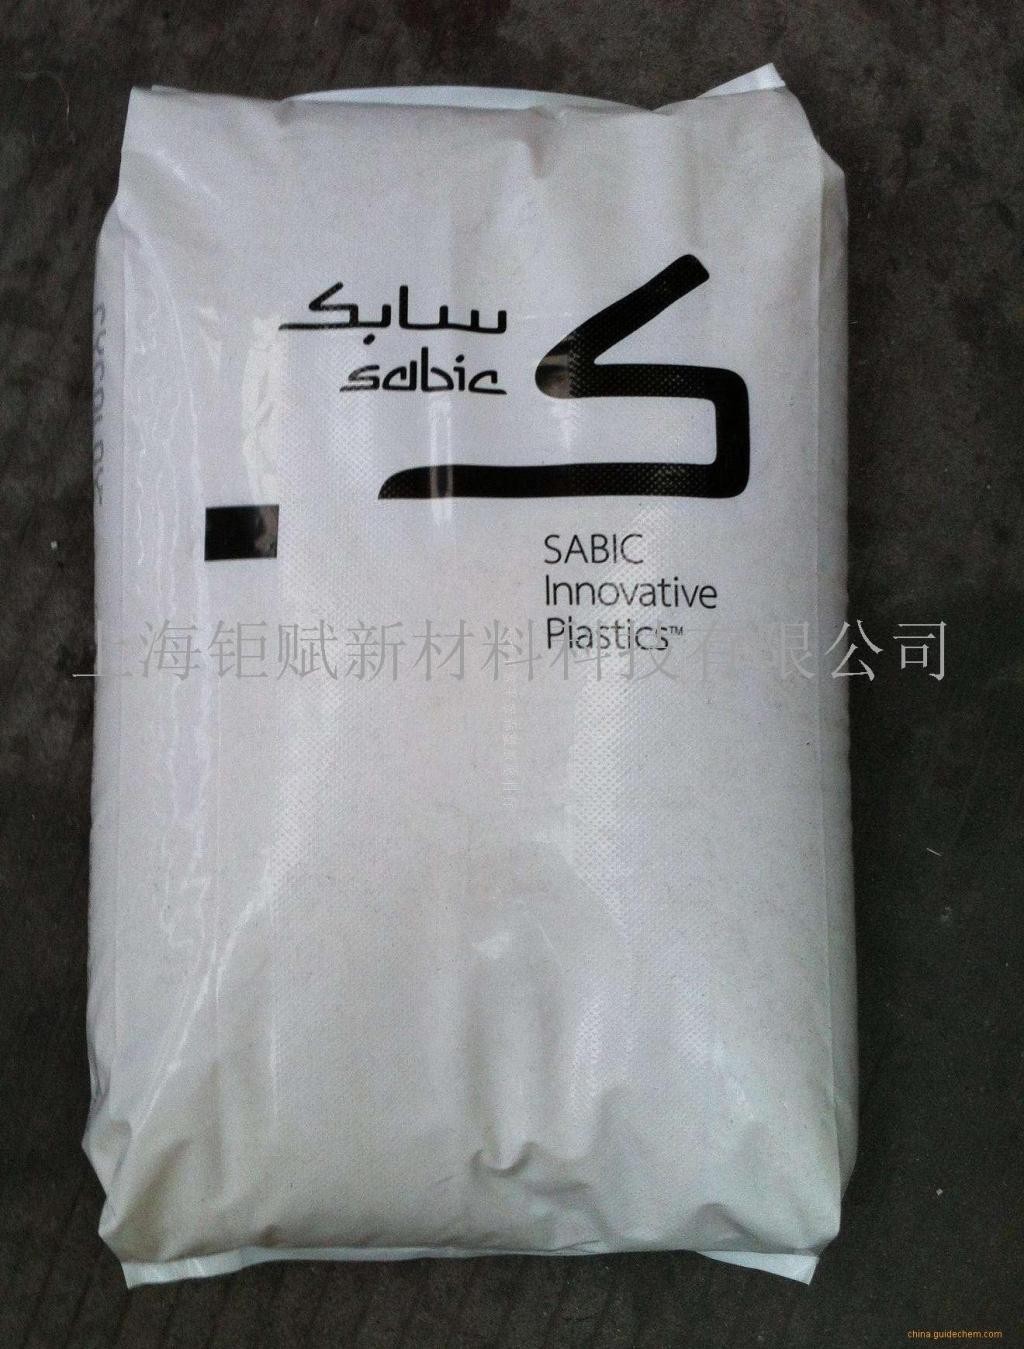 سابک
sabic
SABIC
Innovative
Plastics™
上海钜赋新材料科技有限公司
china.guidechem.com